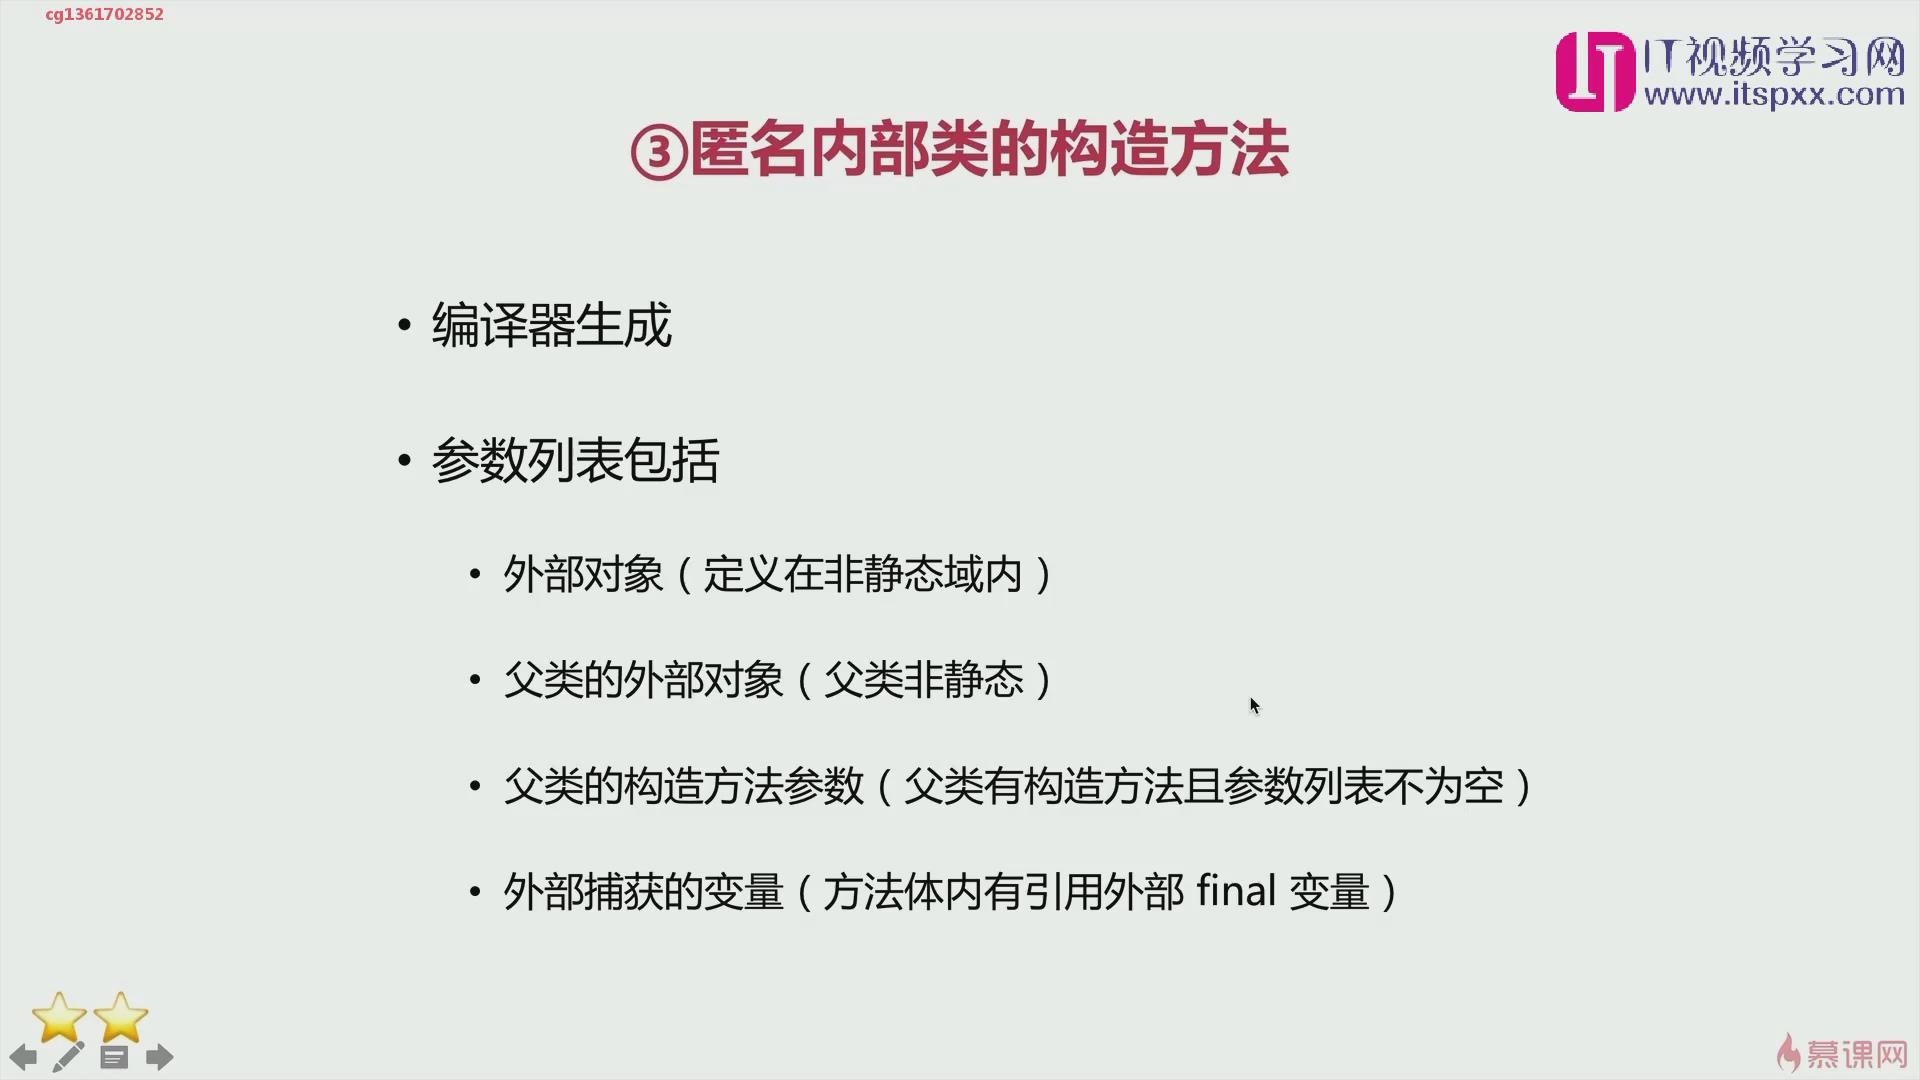 cg1361702852
IT视频学习网
www.itspxx.com
③匿名内部类的构造方法
• 编译器生成
• 参数列表包括
• 外部对象（定义在非静态域内）
• 父类的外部对象（父类非静态）
• 父类的构造方法参数（父类有构造方法且参数列表不为空）
• 外部捕获的变量（方法体内有引用外部 final 变量）
慕课网